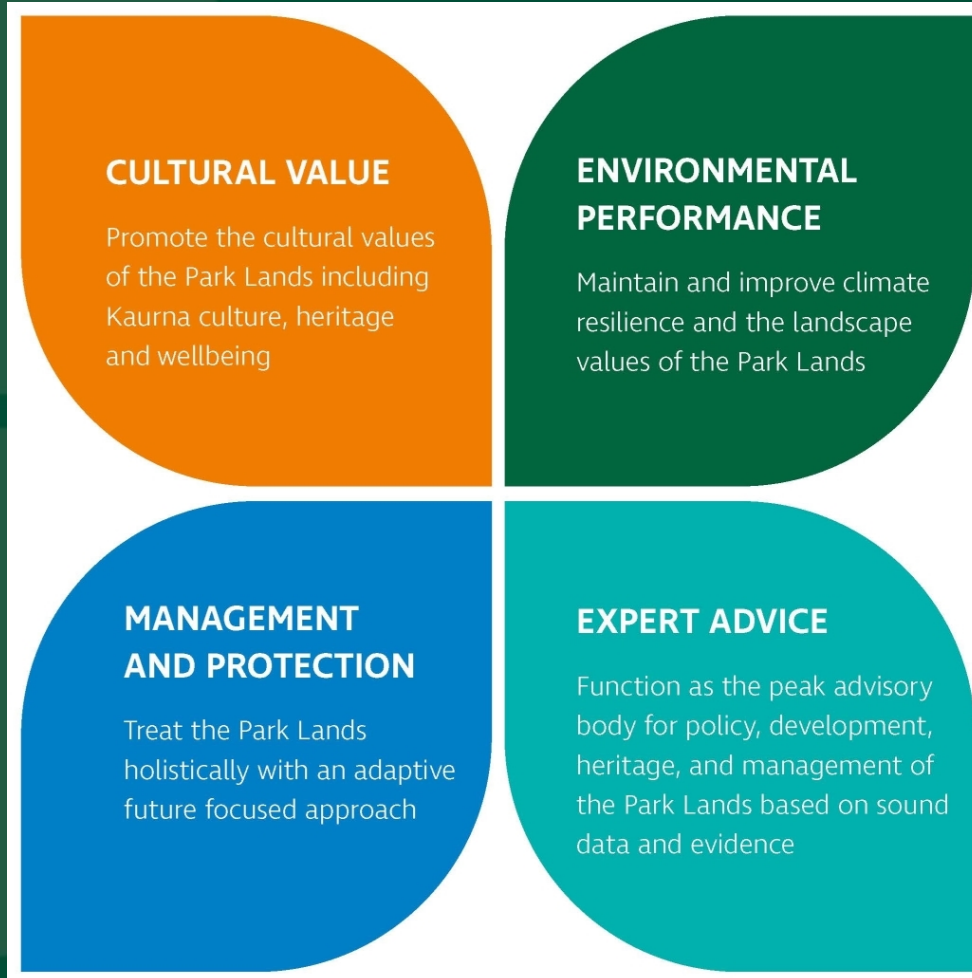 CULTURAL VALUE
Promote the cultural values
of the Park Lands including
Kaurna culture, heritage
and wellbeing
ENVIRONMENTAL
PERFORMANCE
Maintain and improve climate
resilience and the landscape
values of the Park Lands
MANAGEMENT
AND PROTECTION
Treat the Park Lands
holistically with an adaptive
future focused approach
EXPERT ADVICE
Function as the peak advisory
body for policy, development,
heritage, and management of
the Park Lands based on sound
data and evidence